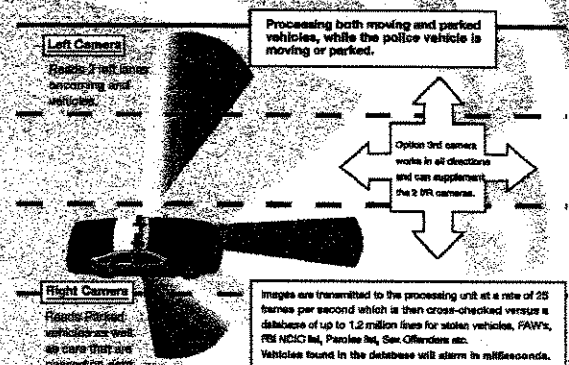 Processing both moving and parked
vehicles, while the police vehicle is
moving or parked.
Left Camera
Reads 2 left lanes
oncoming and
vehicles.
Option 3rd camera
works in all directions
and can supplement
the 2 I/R cameras.
Right Camera
Reads Parked
vehicles as well
as cars that are
Images are transmitted to the processing unit at a rate of 25
frames per second which is then cross-checked versus a
database of up to 1.2 million lines for stolen vehicles, FAW's,
FBI NCIC list, Parolee list, Sex Offenders etc.
Vehicles found in the database will alarm in milliseconds.